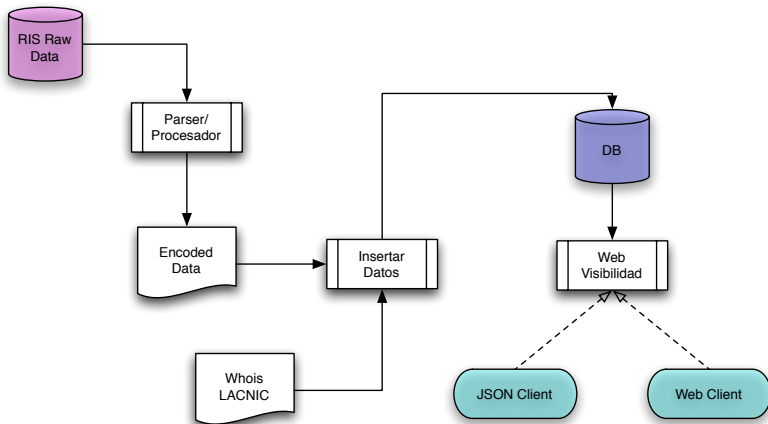 RIS Raw
Data
Parser/
Procesador
DB
Encoded
Data
Insertar
Datos
Web
Visibilidad
Whois
LACNIC
JSON Client
Web Client